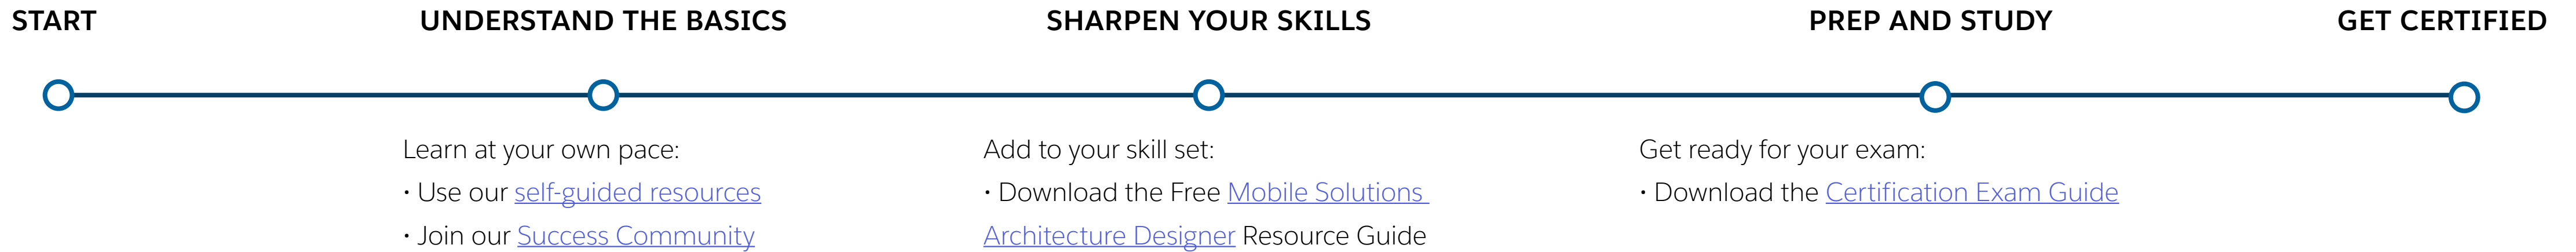 START
UNDERSTAND THE BASICS
SHARPEN YOUR SKILLS
PREP AND STUDY
GET CERTIFIED
Learn at your own pace:
· Use our self-guided resources
· Join our Success Community
Add to your skill set:
· Download the Free Mobile Solutions
Architecture Designer Resource Guide
Get ready for your exam:
· Download the Certification Exam Guide